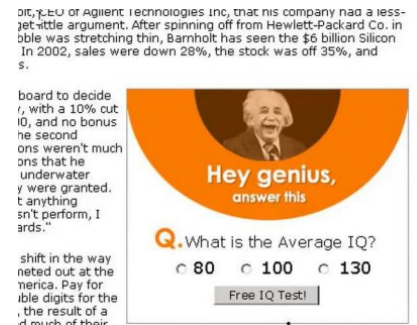 CEO of Agilent Technologies Inc, that his company had a less-
argument. After spinning off from Hewlett-Packard Co. in
was stretching thin, Barnholt has seen the $6 billion Silicon
In 2002, sales were down 28%, the stock was off 35%, and
s.
board to decide
, with a 10% cut
0, and no bonus
he second
ons weren't much
ons that he
underwater
y were granted.
t anything
sn't perform, I
ards."
shift in the way
meted out at the
merica. Pay for
ble digits for the
, the result of a
d much of their
Hey genius,
answer this
Q.What is the Average IQ?
80 100 130
Free IQ Test!